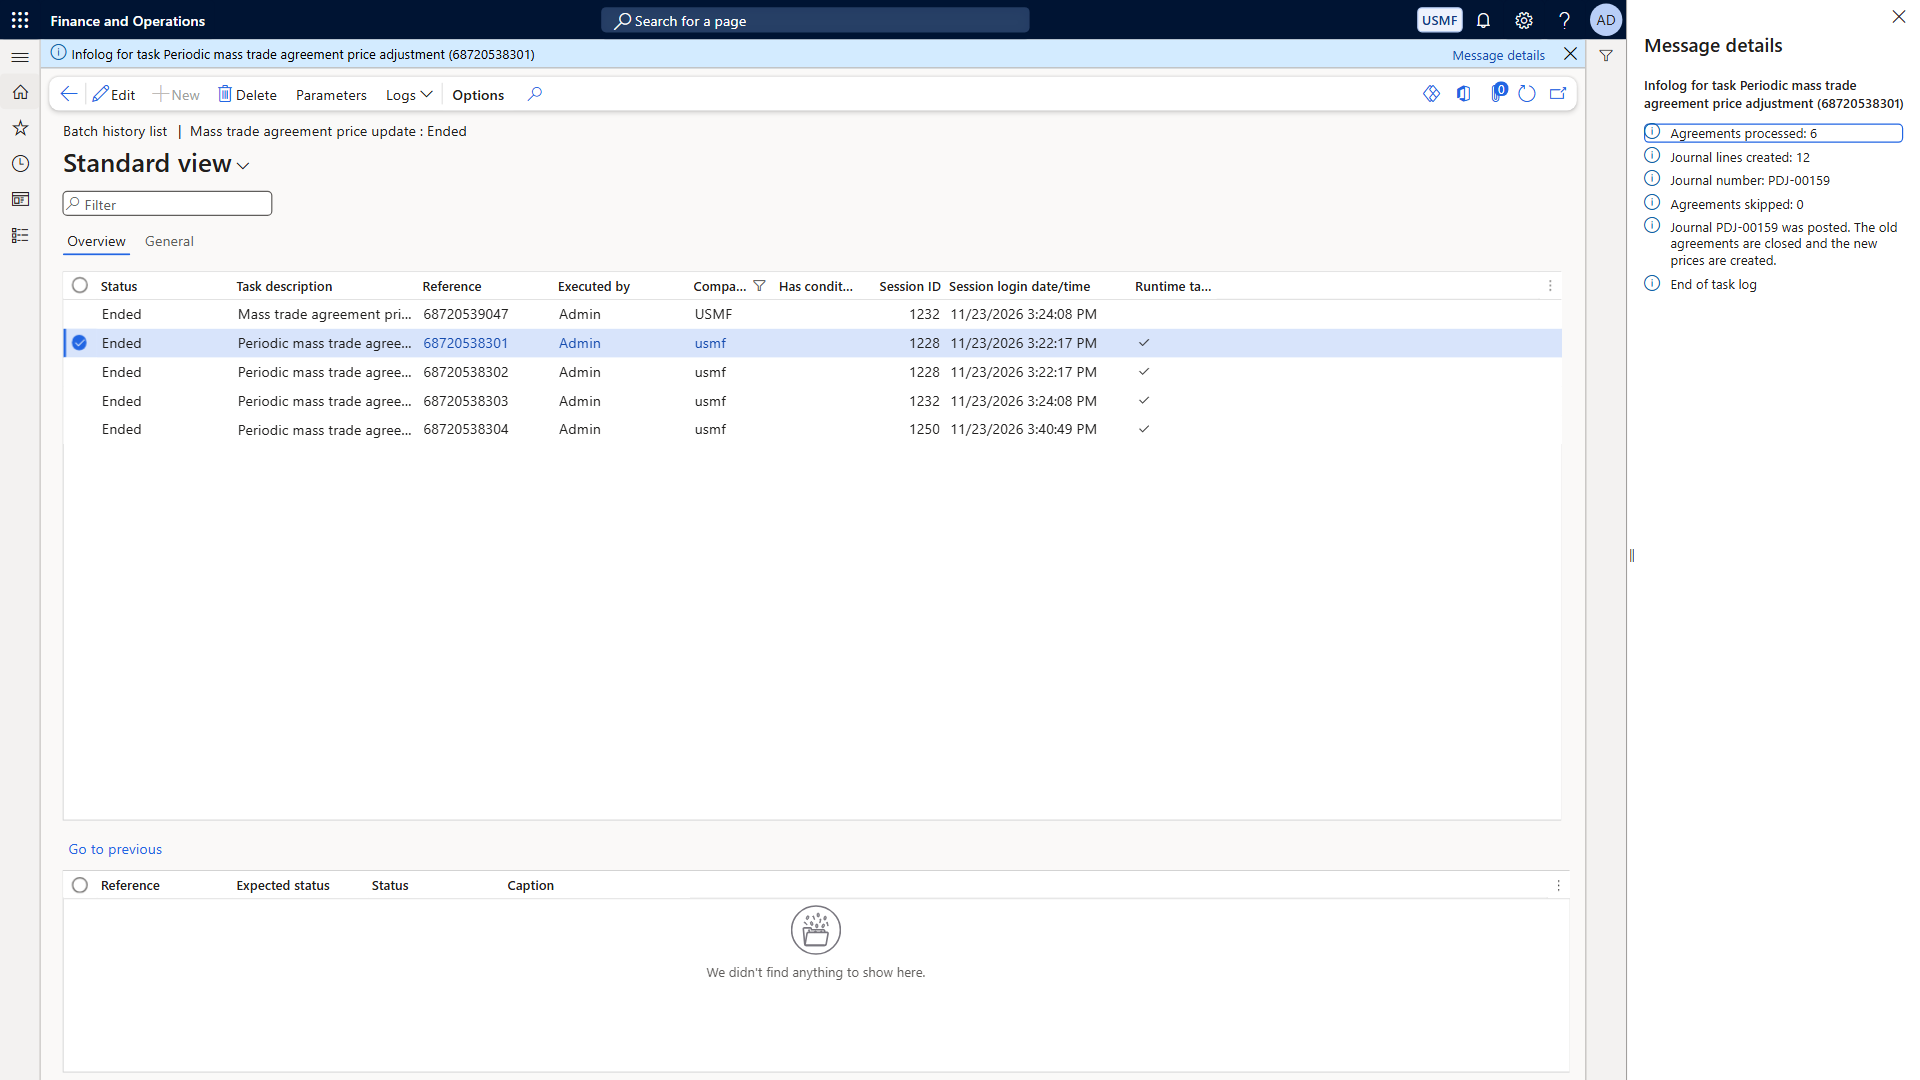 Finance and Operations
Search for a page
USMF
AD
Infolog for task Periodic mass trade agreement price adjustment (68720538301)
Message details
Edit
New
Delete
Parameters
Logs
Options
0
Batch history list | Mass trade agreement price update : Ended
Standard view
Filter
Overview
General
Status Task description Reference Executed by Compa... Has condit... Session ID Session login date/time Runtime ta...
Ended Mass trade agreement pri... 68720539047 Admin USMF 1232 11/23/2026 3:24:08 PM
Ended Periodic mass trade agree... 68720538301 Admin usmf 1228 11/23/2026 3:22:17 PM
Ended Periodic mass trade agree... 68720538302 Admin usmf 1228 11/23/2026 3:22:17 PM
Ended Periodic mass trade agree... 68720538303 Admin usmf 1232 11/23/2026 3:24:08 PM
Ended Periodic mass trade agree... 68720538304 Admin usmf 1250 11/23/2026 3:40:49 PM
Go to previous
Reference Expected status Status Caption
We didn't find anything to show here.
Message details
Infolog for task Periodic mass trade
agreement price adjustment (68720538301)
Agreements processed: 6
Journal lines created: 12
Journal number: PDJ-00159
Agreements skipped: 0
Journal PDJ-00159 was posted. The old
agreements are closed and the new
prices are created.
End of task log